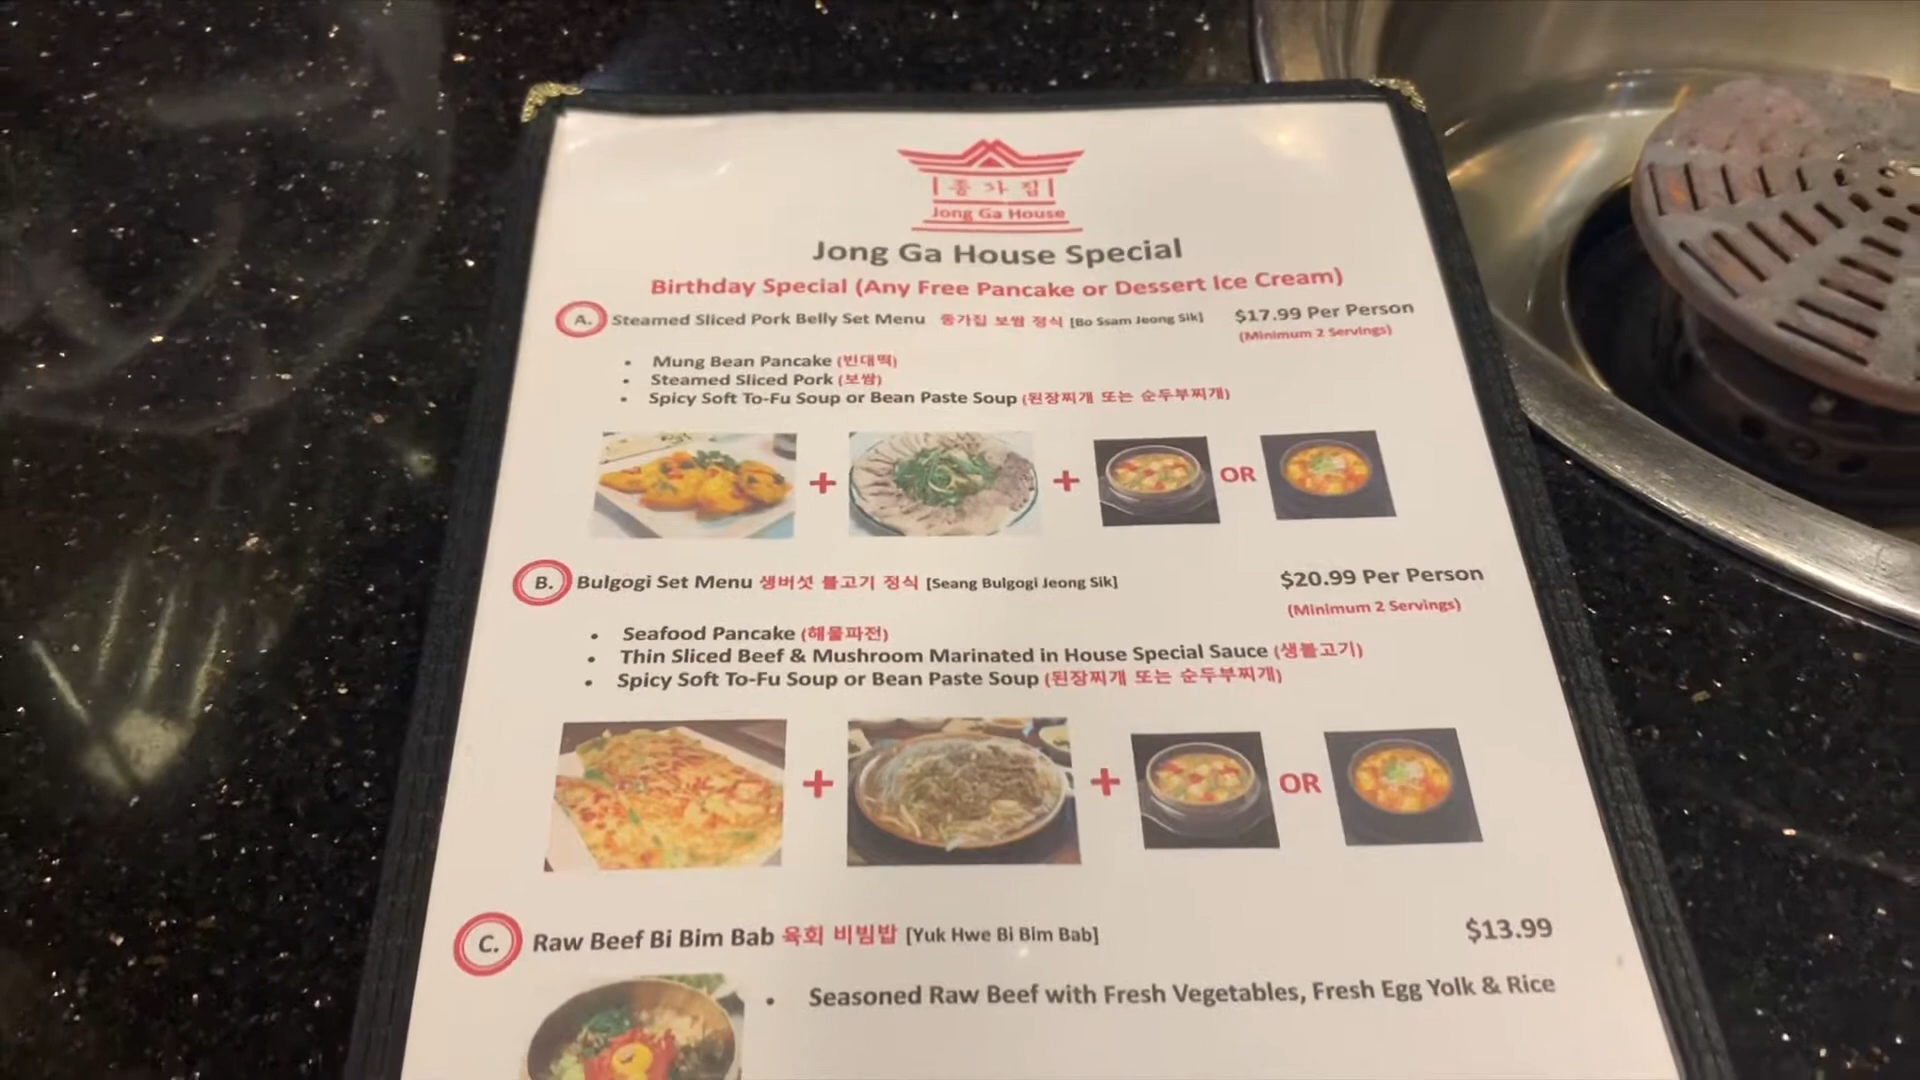 종가집
Jong Ga House
Jong Ga House Special
Birthday Special (Any Free Pancake or Dessert Ice Cream)
A. Steamed Sliced Pork Belly Set Menu 종가집 보쌈 정식 [Bo Ssam Jeong Sik] $17.99 Per Person
(Minimum 2 Servings)
• Mung Bean Pancake (빈대떡)
• Steamed Sliced Pork (보쌈)
• Spicy Soft To-Fu Soup or Bean Paste Soup (된장찌개 또는 순두부찌개)
+ + OR
B. Bulgogi Set Menu 생버섯 불고기 정식 [Seang Bulgogi Jeong Sik] $20.99 Per Person
(Minimum 2 Servings)
• Seafood Pancake (해물파전)
• Thin Sliced Beef & Mushroom Marinated in House Special Sauce (생불고기)
• Spicy Soft To-Fu Soup or Bean Paste Soup (된장찌개 또는 순두부찌개)
+ + OR
C. Raw Beef Bi Bim Bab 육회 비빔밥 [Yuk Hwe Bi Bim Bab] $13.99
• Seasoned Raw Beef with Fresh Vegetables, Fresh Egg Yolk & Rice